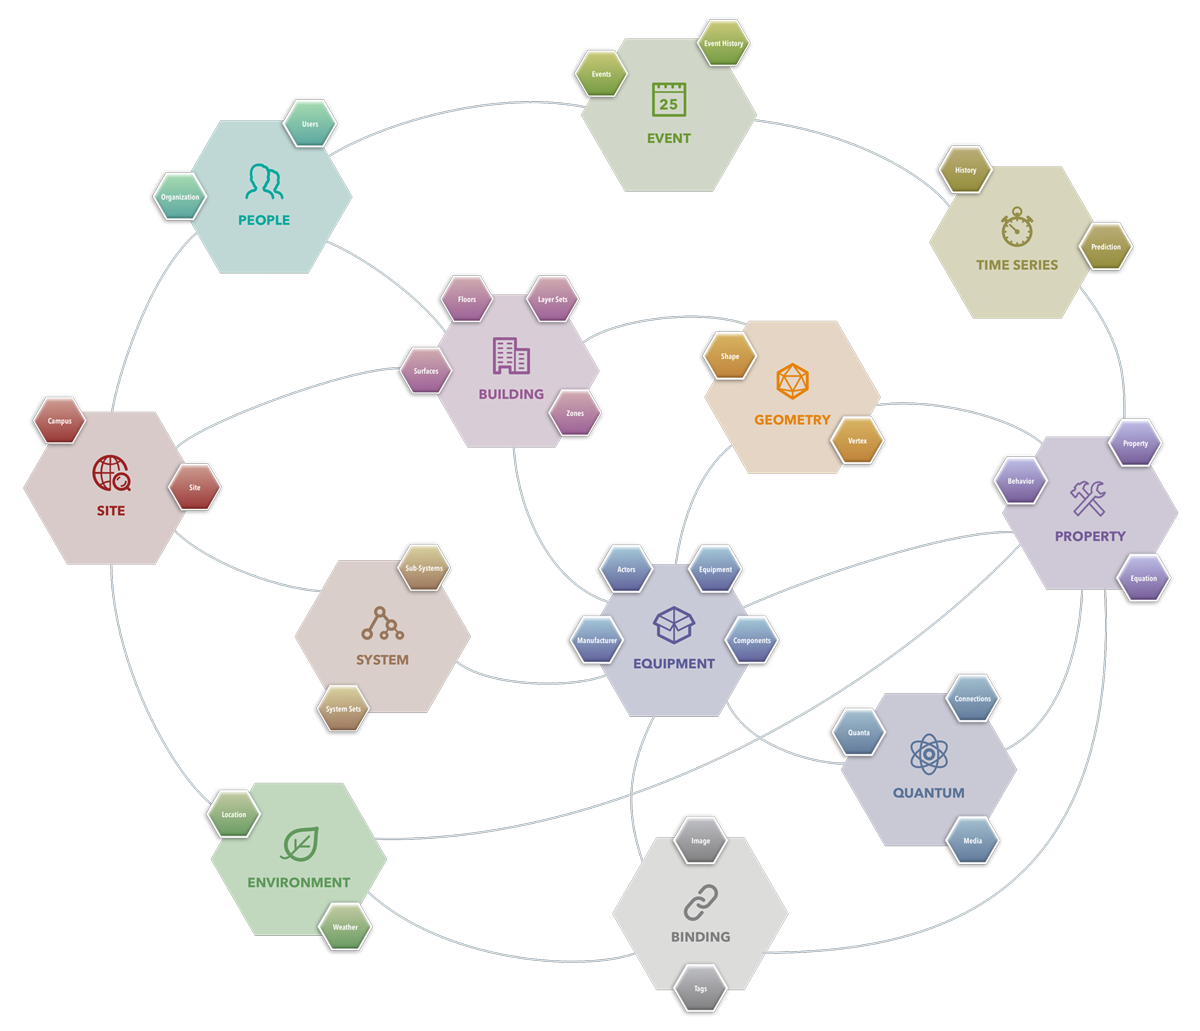 Event History
Events
25
EVENT
Users
Organization
PEOPLE
History
Prediction
TIME SERIES
Floors
Layer Sets
Surfaces
Zones
BUILDING
Shape
Vertex
GEOMETRY
Campus
Site
SITE
Property
Behavior
Equation
PROPERTY
Sub-Systems
System Sets
SYSTEM
Actors
Equipment
Manufacturer
Components
EQUIPMENT
Connections
Quanta
Media
QUANTUM
Location
Weather
ENVIRONMENT
Image
BINDING
Tags